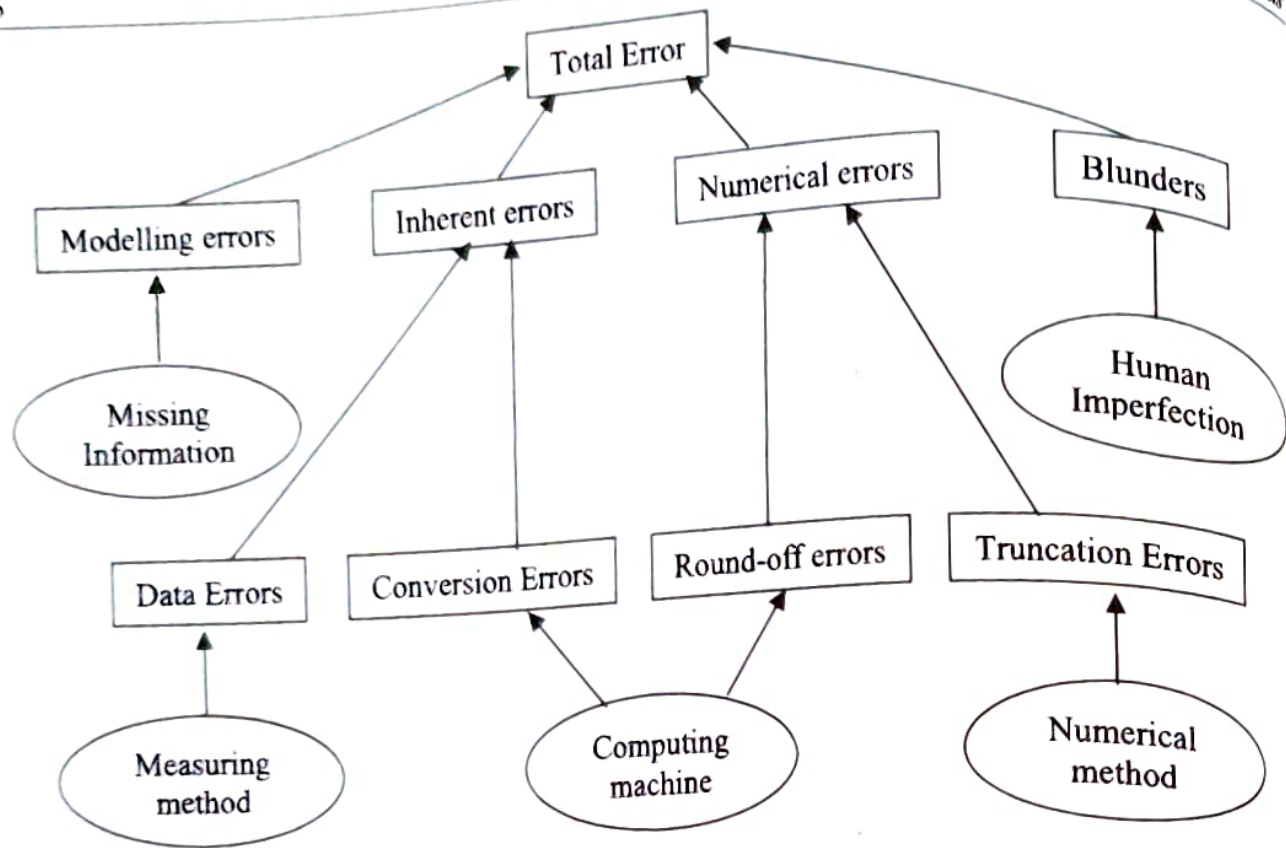 Total Error
Modelling errors
Inherent errors
Numerical errors
Blunders
Missing
Information
Human
Imperfection
Data Errors
Conversion Errors
Round-off errors
Truncation Errors
Measuring
method
Computing
machine
Numerical
method